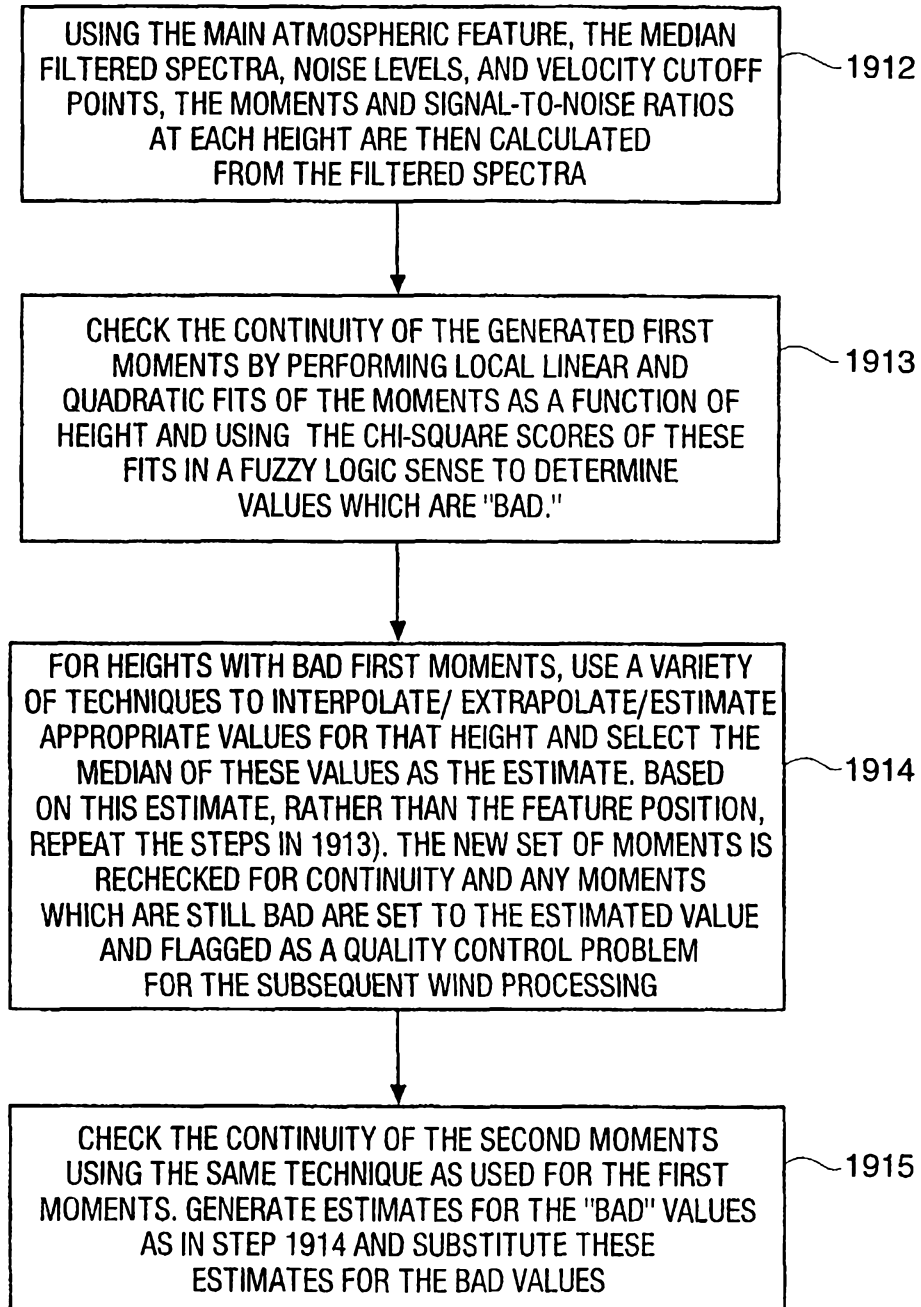 USING THE MAIN ATMOSPHERIC FEATURE, THE MEDIAN
FILTERED SPECTRA, NOISE LEVELS, AND VELOCITY CUTOFF
POINTS, THE MOMENTS AND SIGNAL-TO-NOISE RATIOS
AT EACH HEIGHT ARE THEN CALCULATED
FROM THE FILTERED SPECTRA
1912
CHECK THE CONTINUITY OF THE GENERATED FIRST
MOMENTS BY PERFORMING LOCAL LINEAR AND
QUADRATIC FITS OF THE MOMENTS AS A FUNCTION OF
HEIGHT AND USING THE CHI-SQUARE SCORES OF THESE
FITS IN A FUZZY LOGIC SENSE TO DETERMINE
VALUES WHICH ARE "BAD."
1913
FOR HEIGHTS WITH BAD FIRST MOMENTS, USE A VARIETY
OF TECHNIQUES TO INTERPOLATE/ EXTRAPOLATE/ESTIMATE
APPROPRIATE VALUES FOR THAT HEIGHT AND SELECT THE
MEDIAN OF THESE VALUES AS THE ESTIMATE. BASED
ON THIS ESTIMATE, RATHER THAN THE FEATURE POSITION,
REPEAT THE STEPS IN 1913). THE NEW SET OF MOMENTS IS
RECHECKED FOR CONTINUITY AND ANY MOMENTS
WHICH ARE STILL BAD ARE SET TO THE ESTIMATED VALUE
AND FLAGGED AS A QUALITY CONTROL PROBLEM
FOR THE SUBSEQUENT WIND PROCESSING
1914
CHECK THE CONTINUITY OF THE SECOND MOMENTS
USING THE SAME TECHNIQUE AS USED FOR THE FIRST
MOMENTS. GENERATE ESTIMATES FOR THE "BAD" VALUES
AS IN STEP 1914 AND SUBSTITUTE THESE
ESTIMATES FOR THE BAD VALUES
1915